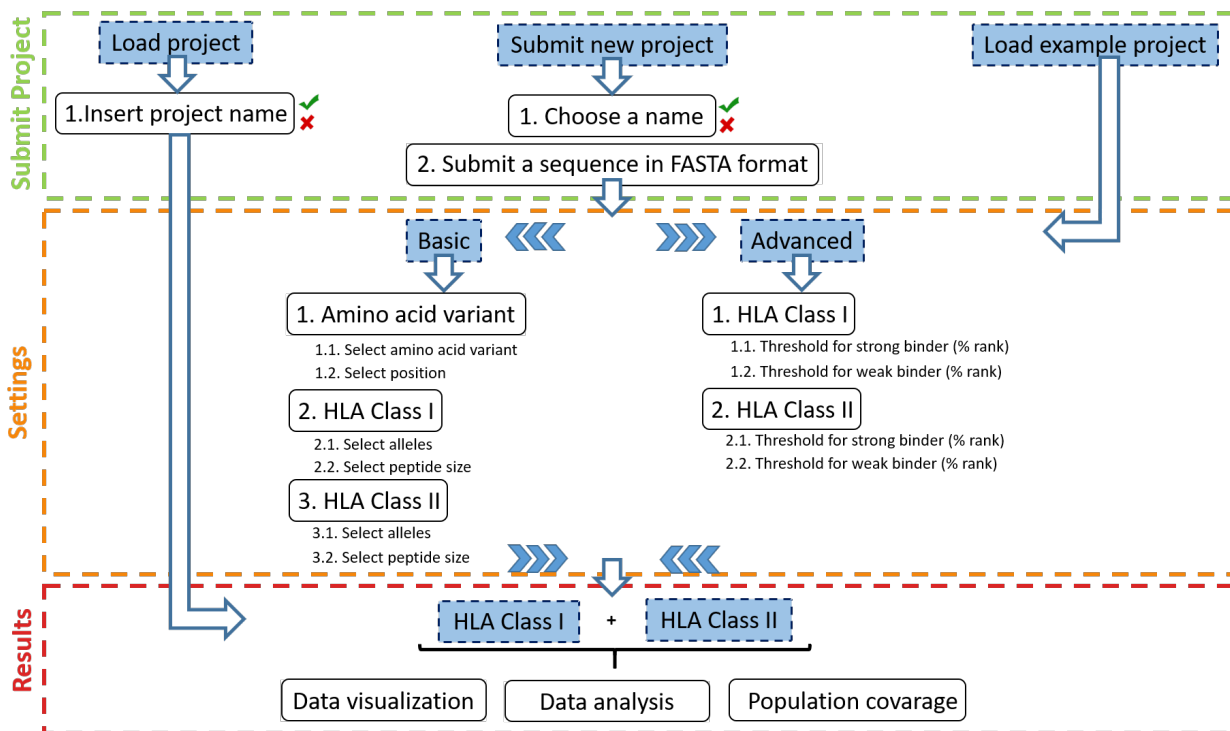 Submit Project
Load project
Submit new project
Load example project
1.Insert project name
1. Choose a name
2. Submit a sequence in FASTA format
Settings
Basic
Advanced
1. Amino acid variant
1.1. Select amino acid variant
1.2. Select position
2. HLA Class I
2.1. Select alleles
2.2. Select peptide size
3. HLA Class II
3.1. Select alleles
3.2. Select peptide size
1. HLA Class I
1.1. Threshold for strong binder (% rank)
1.2. Threshold for weak binder (% rank)
2. HLA Class II
2.1. Threshold for strong binder (% rank)
2.2. Threshold for weak binder (% rank)
Results
HLA Class I + HLA Class II
Data visualization
Data analysis
Population covarage